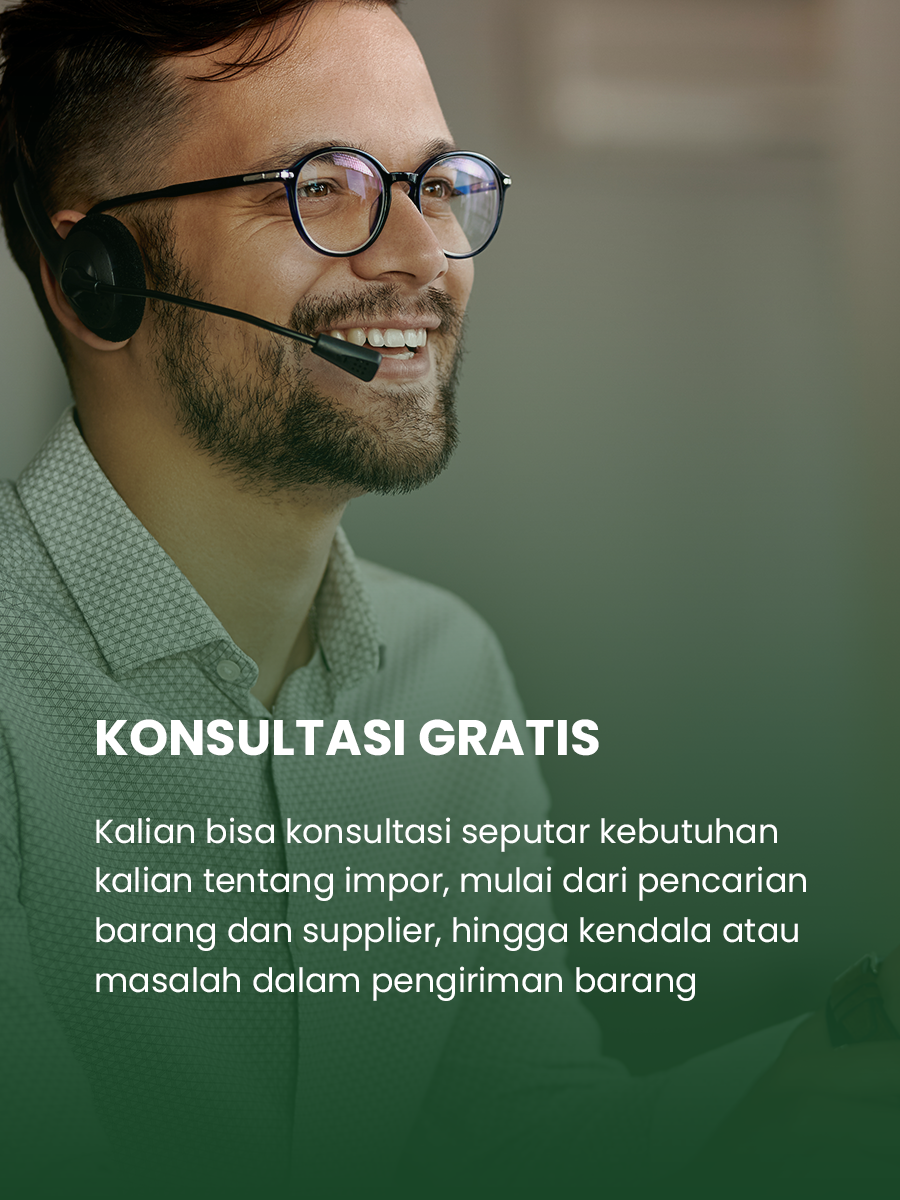 KONSULTASI GRATIS
Kalian bisa konsultasi seputar kebutuhan
kalian tentang impor, mulai dari pencarian
barang dan supplier, hingga kendala atau
masalah dalam pengiriman barang